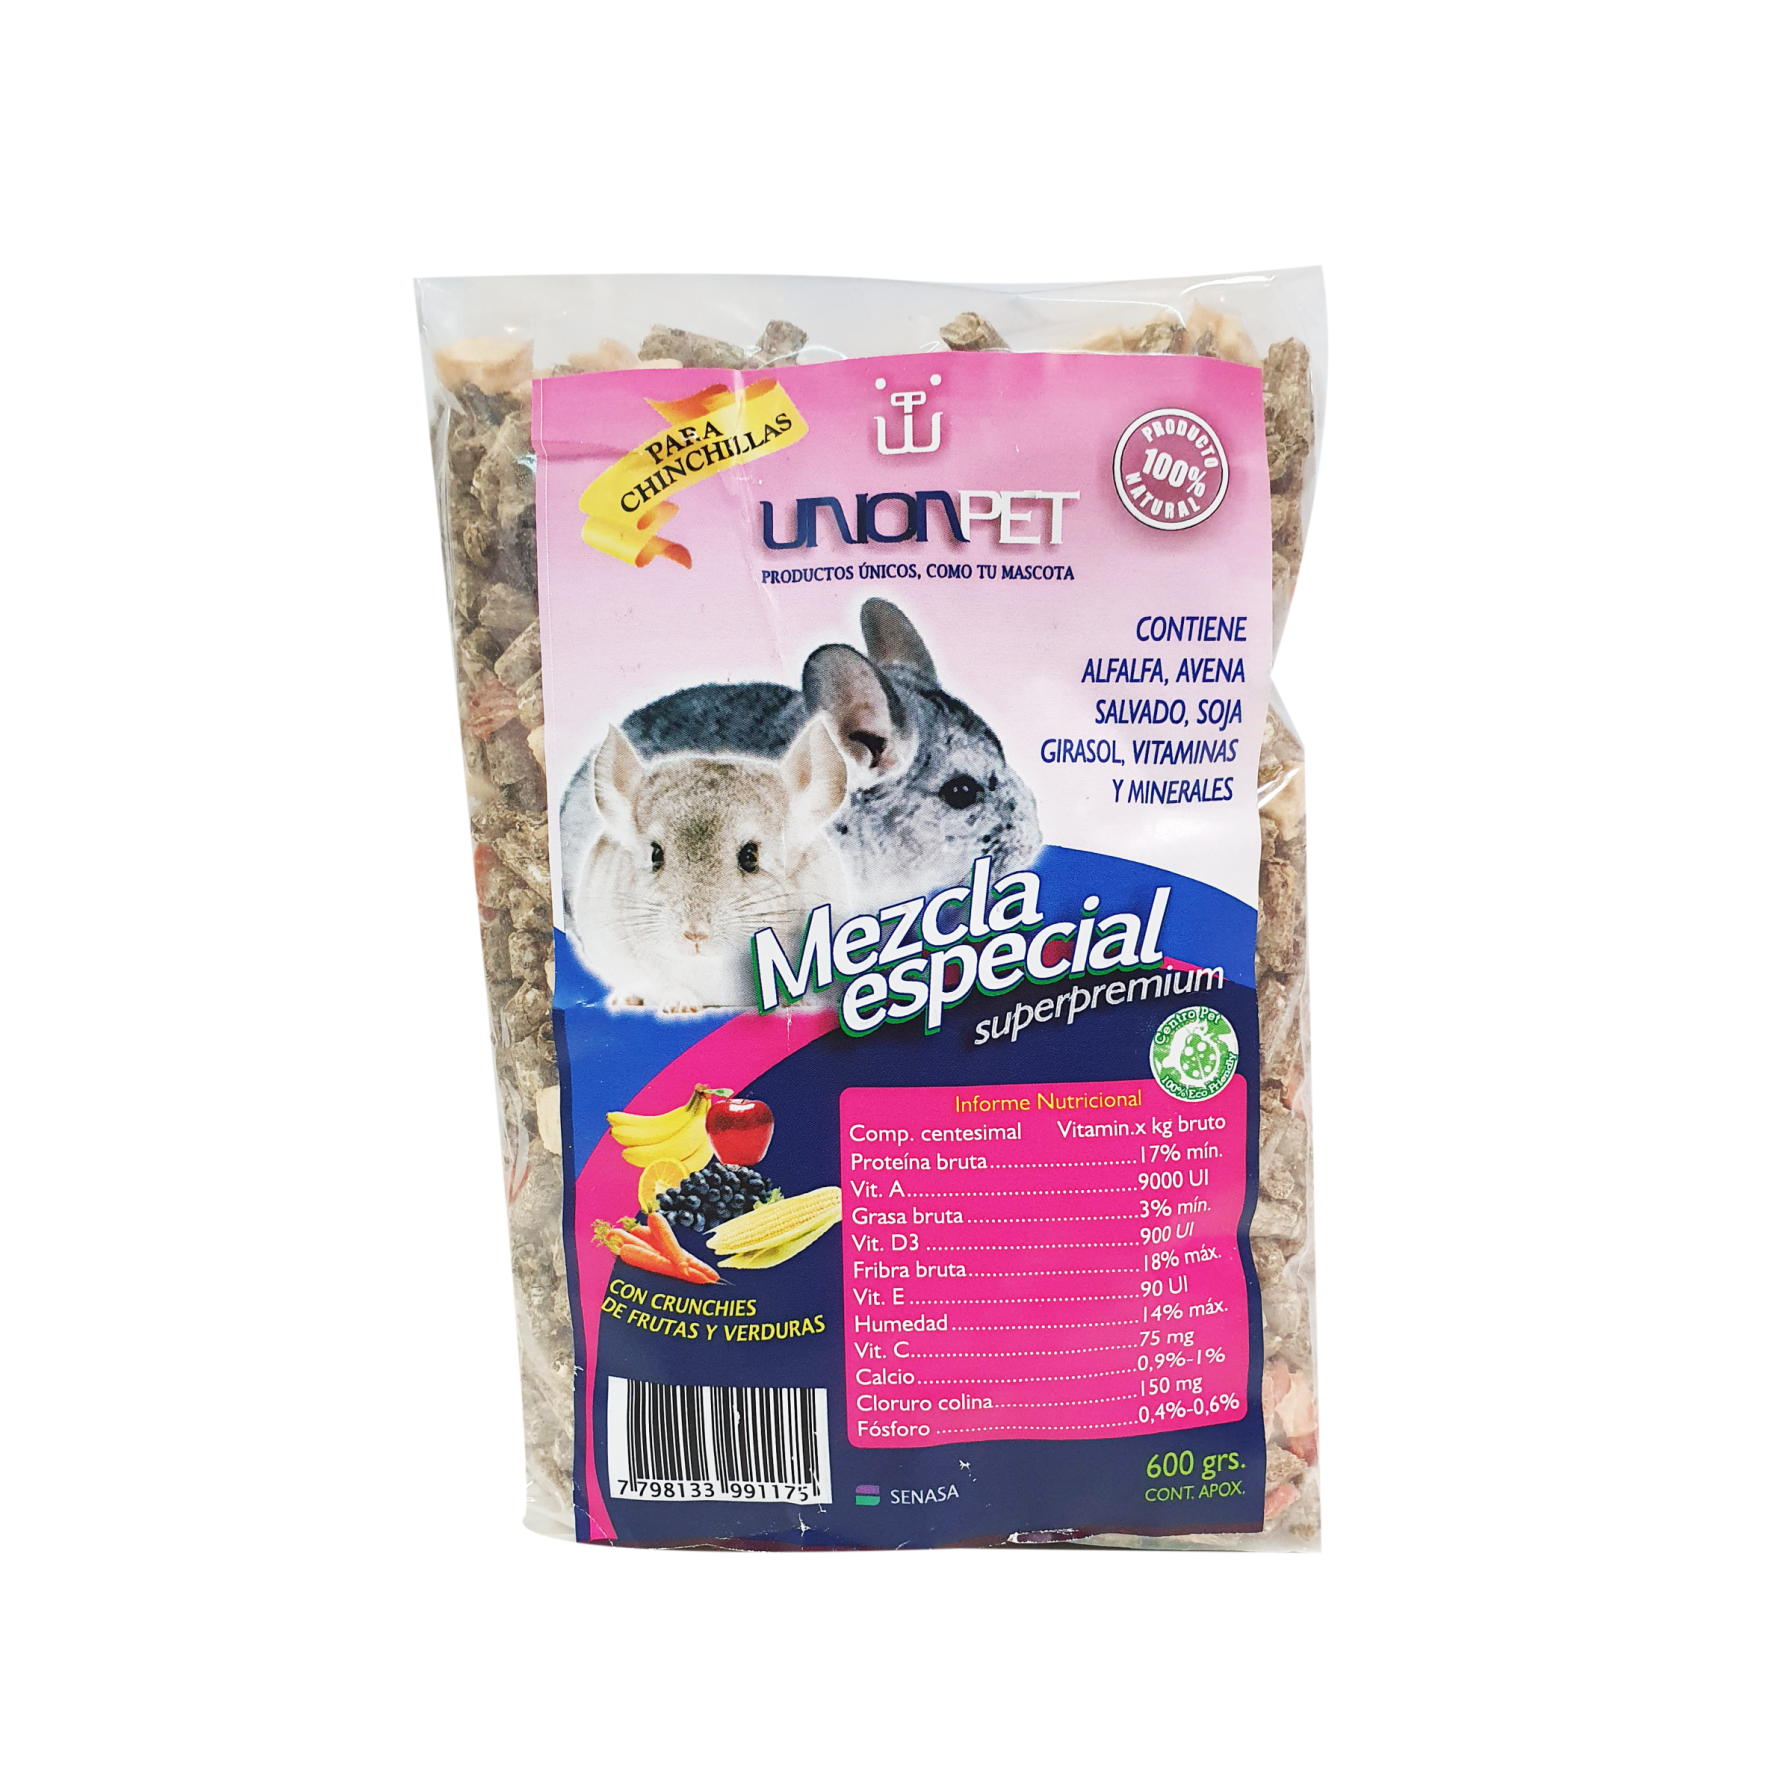 PARA
CHINCHILLAS
UNIONPET
PRODUCTOS ÚNICOS, COMO TU MASCOTA
PRODUCTO
100%
NATURAL
CONTIENE
ALFALFA, AVENA
SALVADO, SOJA
GIRASOL, VITAMINAS
Y MINERALES
Mezcla
especial
superpremium
Centro Pet
100% Eco Friendly
Informe Nutricional
Comp. centesimal Vitamin.x kg bruto
Proteína bruta..........................17% mín.
Vit. A..........................9000 UI
Grasa bruta..........................3% mín.
Vit. D3..........................900 UI
Fribra bruta..........................18% máx.
Vit. E..........................90 UI
Humedad..........................14% máx.
Vit. C..........................75 mg
Calcio..........................0,9%-1%
Cloruro colina..........................150 mg
Fósforo..........................0,4%-0,6%
CON CRUNCHIES
DE FRUTAS Y VERDURAS
7 798133 991175
SENASA
600 grs.
CONT. APOX.